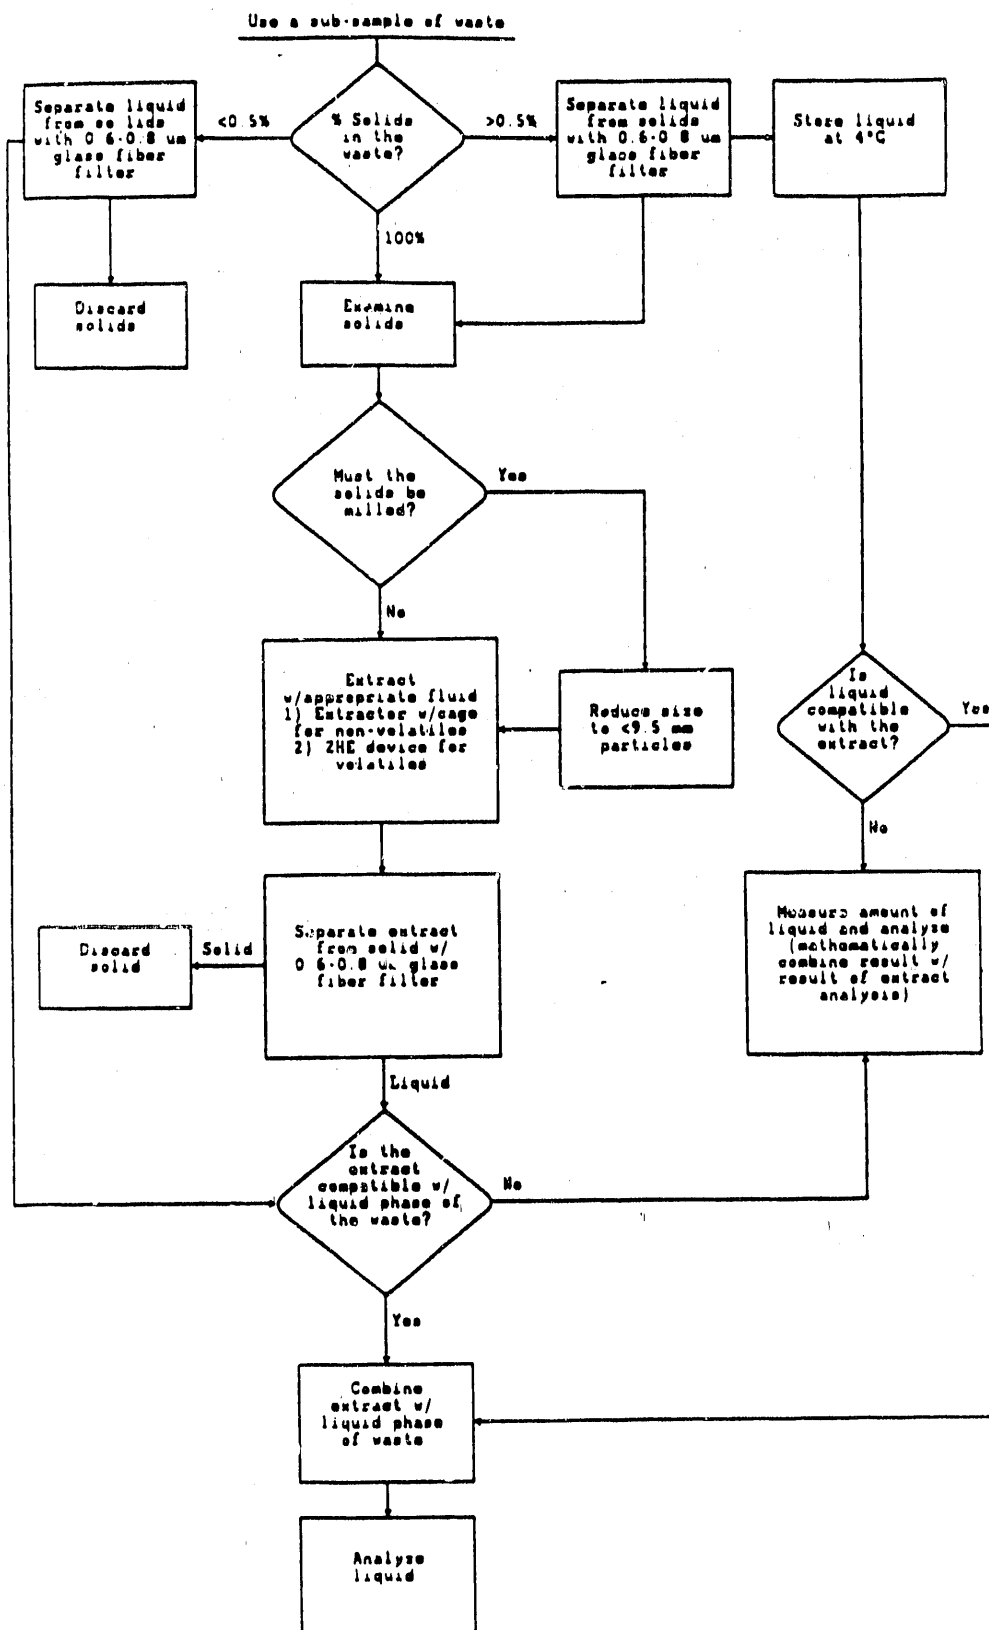 Use a sub-sample of waste
Separate liquid
from so lids
with 0 6-0.8 um
glass fiber
filter
<0.5%
% Solids
in the
waste?
>0.5%
Separate liquid
from solids
with 0.6-0 8 um
glass fiber
filter
Store liquid
at 4°C
100%
Discard
solids
Examine
solids
Must the
solids be
milled?
Yes
No
Extract
w/appropriate fluid
1) Extractor w/cage
for non-volatiles
2) ZHE device for
volatiles
Reduce size
to <9.5 mm
particles
Is
liquid
compatible
with the
extract?
Yes
No
Discard
solid
Solid
Separate extract
from solid w/
0 6-0.8 um glass
fiber filter
Measure amount of
liquid and analyze
(mathematically
combine result w/
result of extract
analysis)
Liquid
Is the
extract
compatible w/
liquid phase of
the waste?
No
Yes
Combine
extract w/
liquid phase
of waste
Analyze
liquid